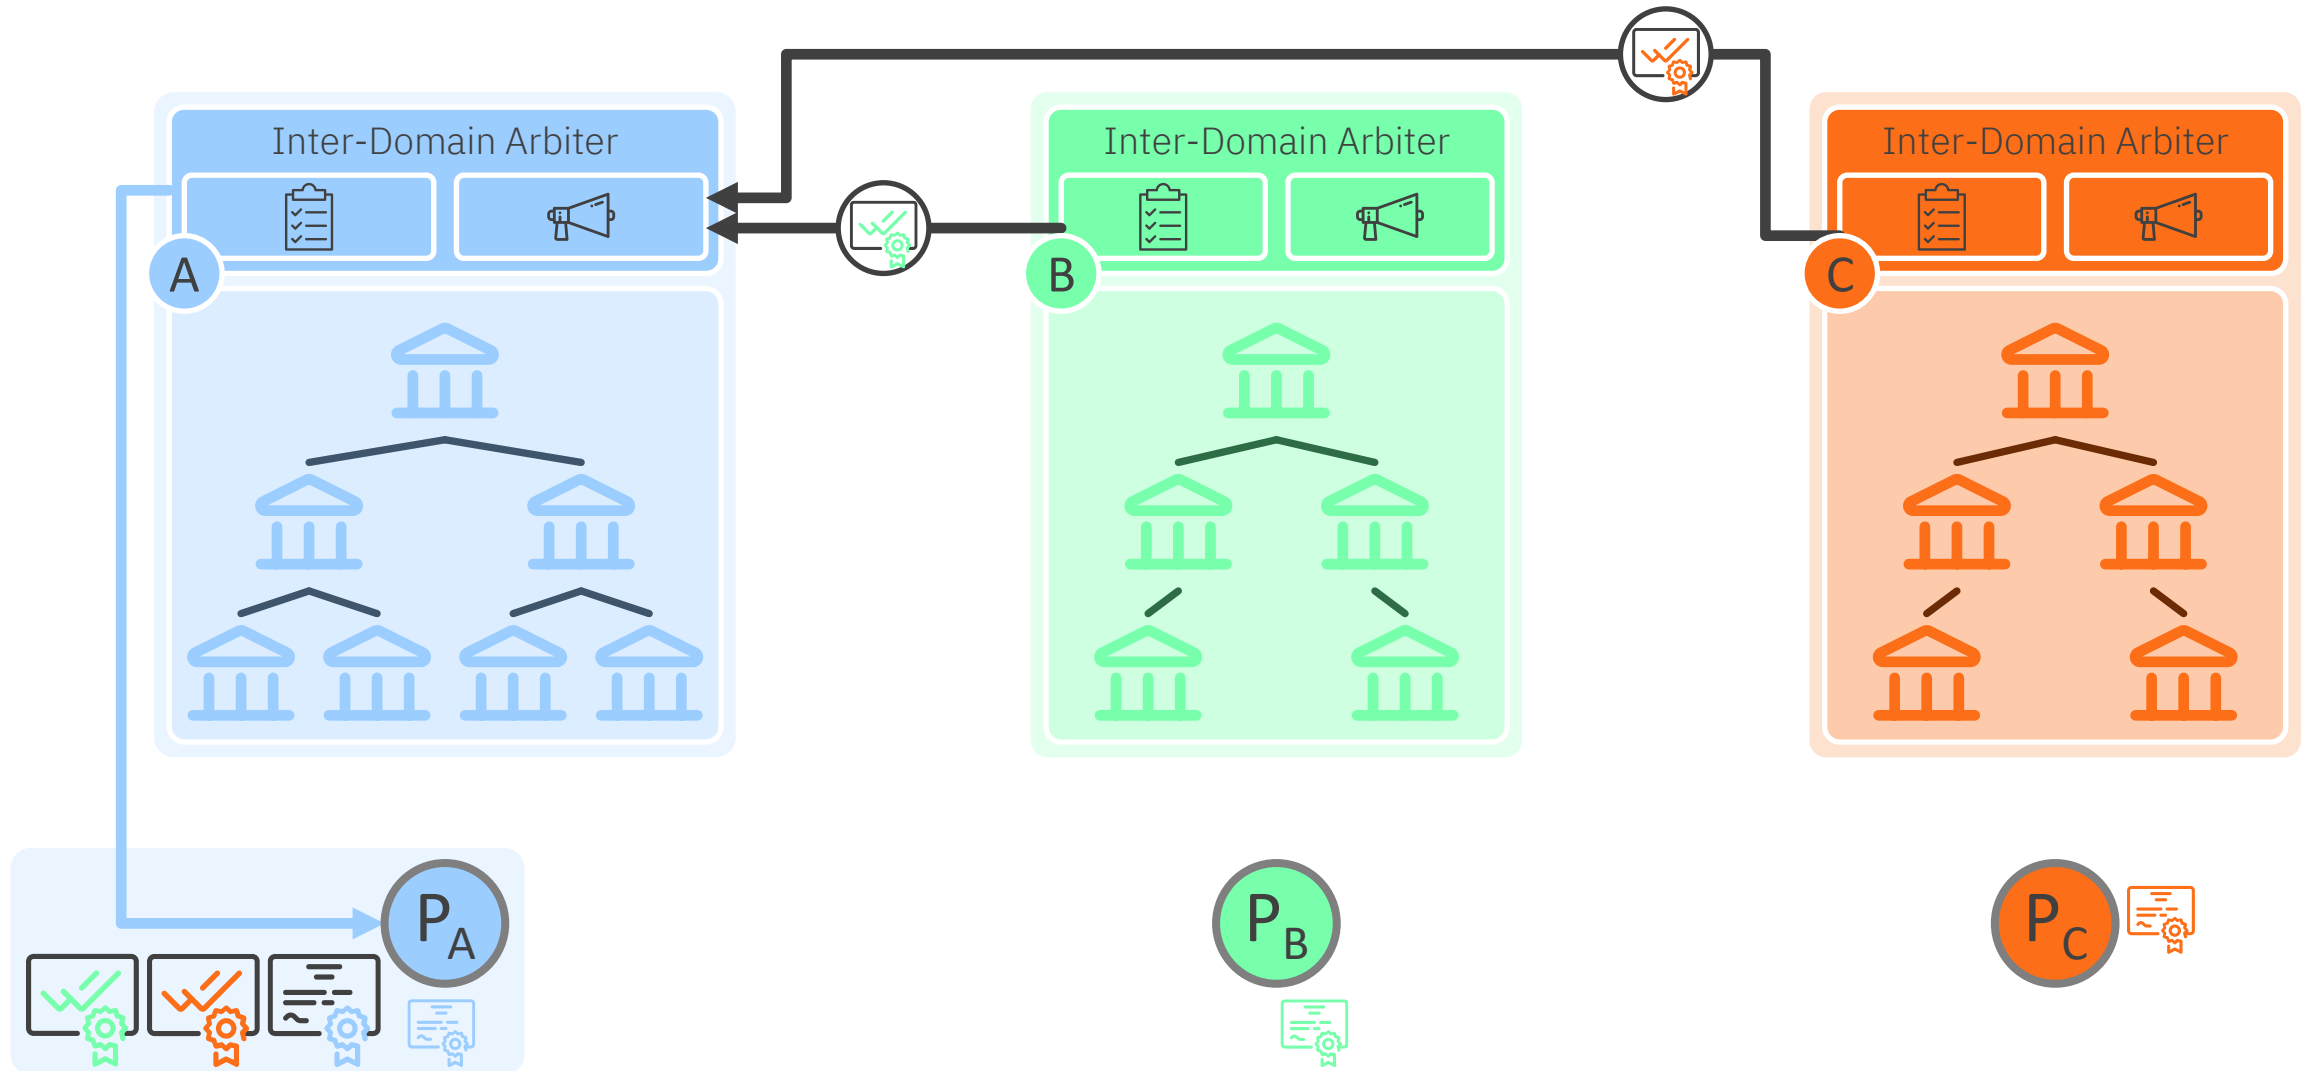 Inter-Domain Arbiter
Inter-Domain Arbiter
Inter-Domain Arbiter
A
B
C
PA
PB
PC